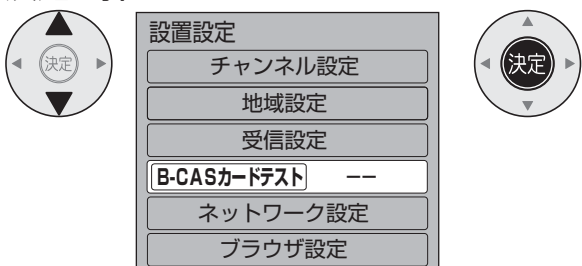 決定
設置設定
チャンネル設定
地域設定
受信設定
B-CASカードテスト --
ネットワーク設定
ブラウザ設定
決定